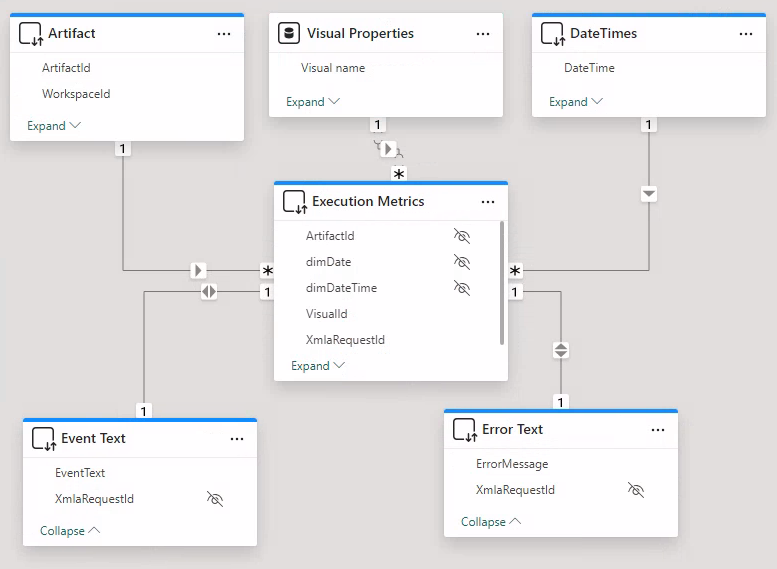 Artifact
ArtifactId
WorkspaceId
Expand
Visual Properties
Visual name
Expand
DateTimes
DateTime
Expand
1
1
1
*
Execution Metrics
ArtifactId
dimDate
dimDateTime
VisualId
XmlaRequestId
Expand
*
1
*
1
1
1
Event Text
EventText
XmlaRequestId
Collapse
Error Text
ErrorMessage
XmlaRequestId
Collapse